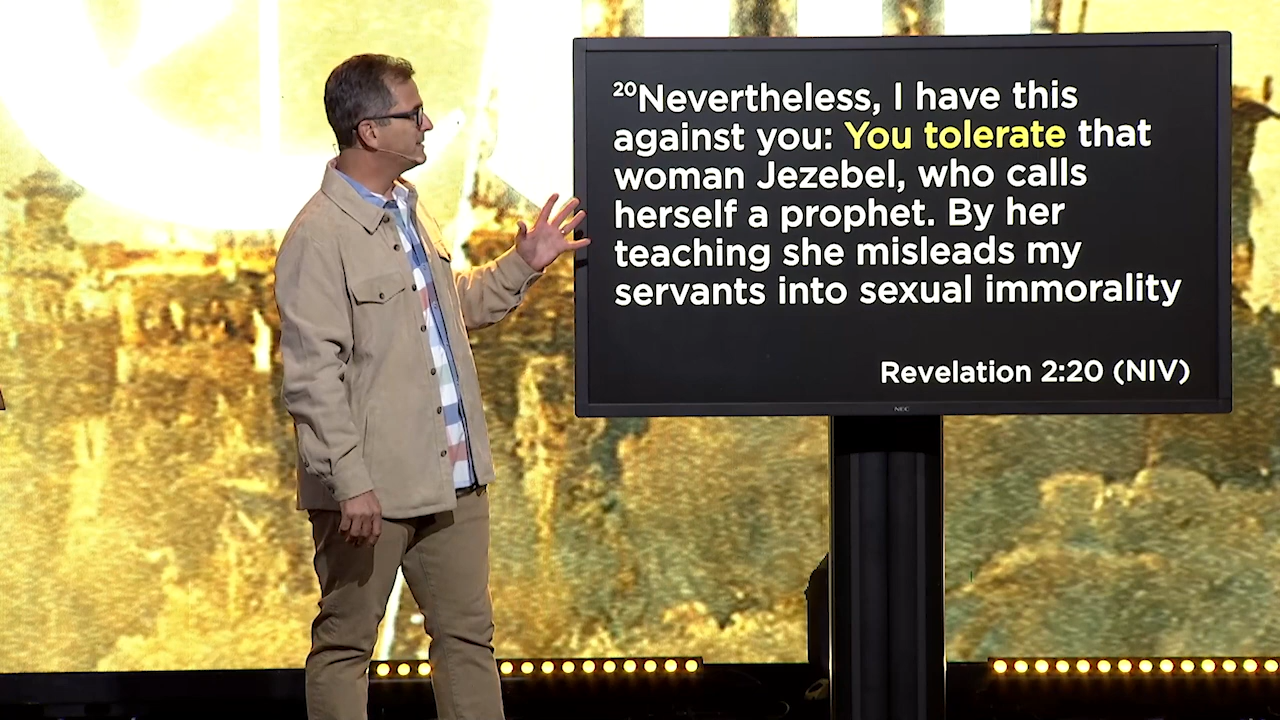 ²⁰Nevertheless, I have this
against you: You tolerate that
woman Jezebel, who calls
herself a prophet. By her
teaching she misleads my
servants into sexual immorality
Revelation 2:20 (NIV)
NEC